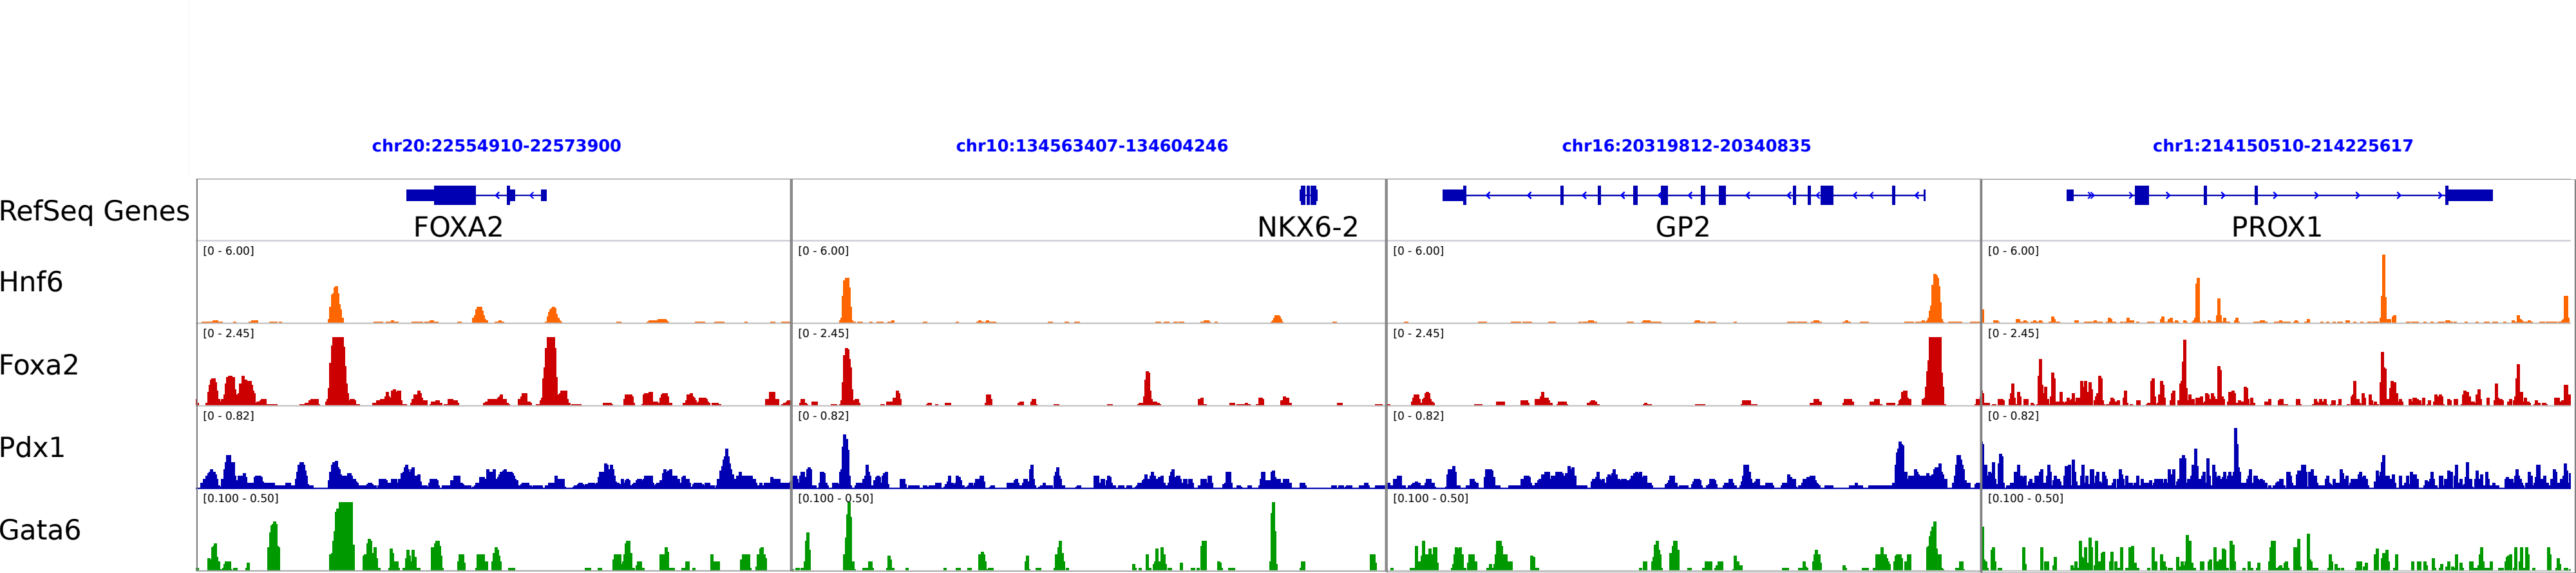 chr20:22554910-22573900 chr10:134563407-134604246 chr16:20319812-20340835 chr1:214150510-214225617
RefSeq Genes
FOXA2 NKX6-2 GP2 PROX1
[0 - 6.00] [0 - 6.00] [0 - 6.00] [0 - 6.00]
Hnf6
[0 - 2.45] [0 - 2.45] [0 - 2.45] [0 - 2.45]
Foxa2
[0 - 0.82] [0 - 0.82] [0 - 0.82] [0 - 0.82]
Pdx1
[0.100 - 0.50] [0.100 - 0.50] [0.100 - 0.50] [0.100 - 0.50]
Gata6